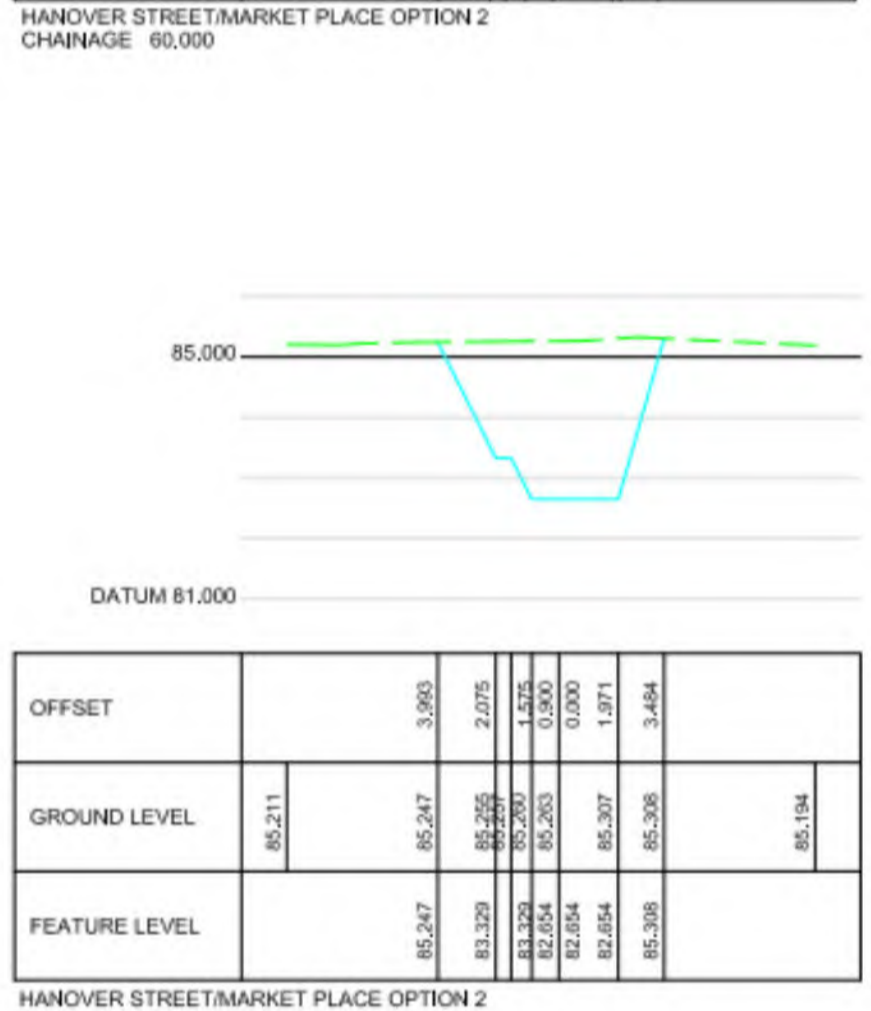 HANOVER STREET/MARKET PLACE OPTION 2
CHAINAGE 60.000
85.000
DATUM 81.000
OFFSET 3.993 2.075 1.575 0.900 0.000 1.971 3.484
GROUND LEVEL 85.211 85.247 85.255 85.260 85.263 85.307 85.308 85.194
FEATURE LEVEL 85.247 83.329 83.329 82.654 82.654 82.654 85.308
HANOVER STREET/MARKET PLACE OPTION 2